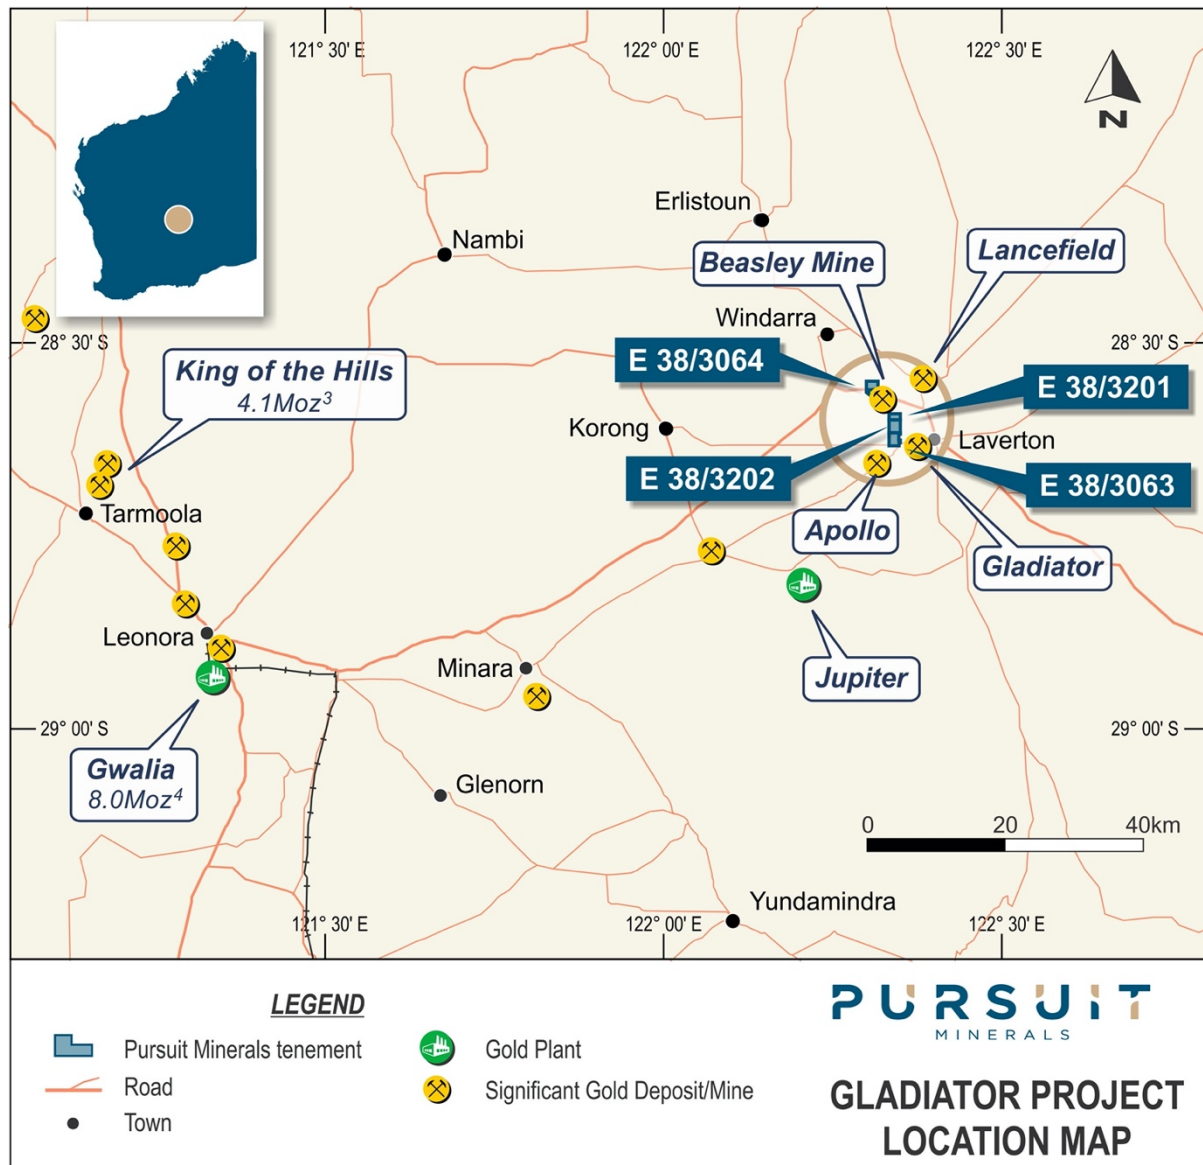 121° 30' E
122° 00' E
122° 30' E
N
Erlistoun
Nambi
Beasley Mine
Lancefield
Windarra
28° 30' S
28° 30' S
E 38/3064
King of the Hills
4.1Moz³
E 38/3201
Korong
Laverton
E 38/3202
E 38/3063
Tarmoola
Apollo
Gladiator
Leonora
Minara
Jupiter
29° 00' S
29° 00' S
Gwalia
8.0Moz⁴
Glenorn
0 20 40km
Yundamindra
121° 30' E
122° 00' E
122° 30' E
LEGEND
Pursuit Minerals tenement
Road
Town
Gold Plant
Significant Gold Deposit/Mine
PURSUIT
MINERALS
GLADIATOR PROJECT
LOCATION MAP